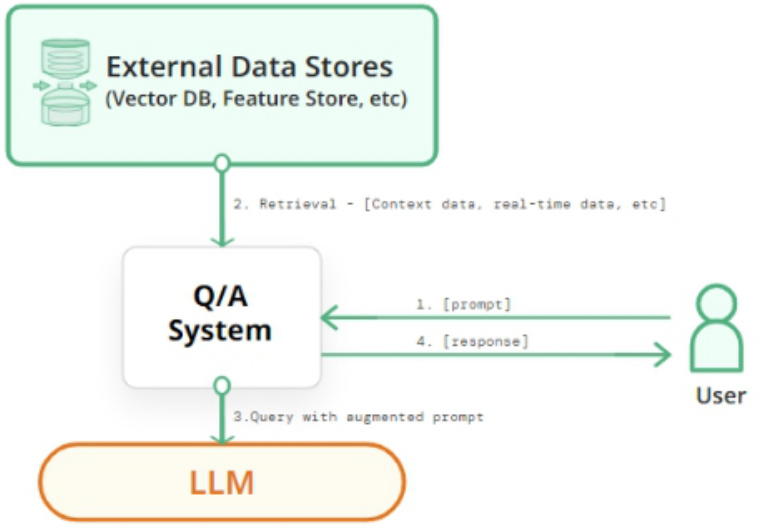 External Data Stores
(Vector DB, Feature Store, etc)
2. Retrieval - [Context data, real-time data, etc]
Q/A
System
1. [prompt]
4. [response]
User
3.Query with augmented prompt
LLM